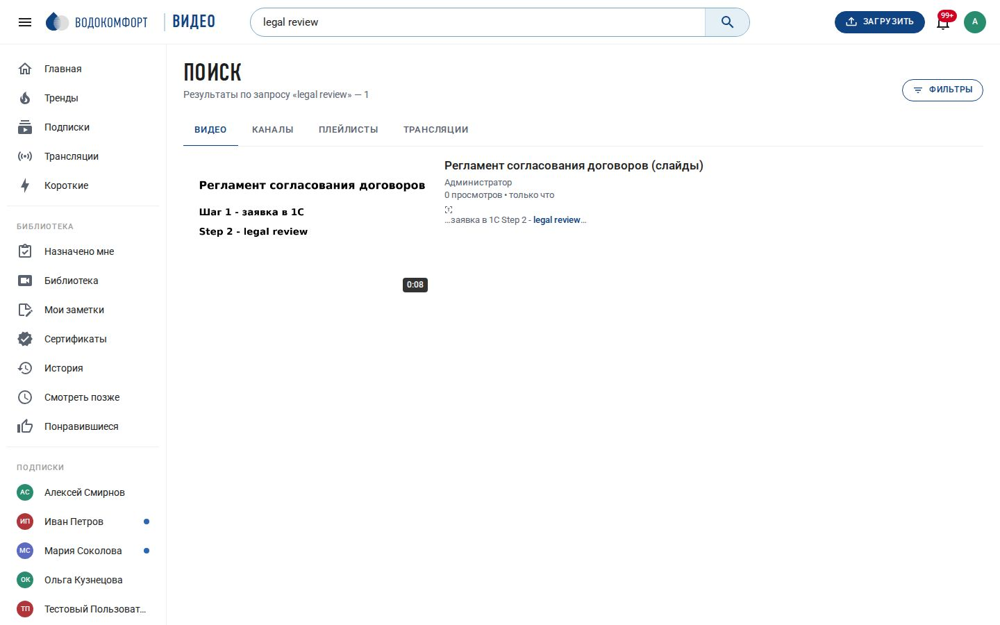 ВОДОКОМФОРТ
ВИДЕО
legal review
ЗАГРУЗИТЬ
99+
А
Главная
Тренды
Подписки
Трансляции
Короткие
БИБЛИОТЕКА
Назначено мне
Библиотека
Мои заметки
Сертификаты
История
Смотреть позже
Понравившиеся
ПОДПИСКИ
АС
Алексей Смирнов
ИП
Иван Петров
МС
Мария Соколова
ОК
Ольга Кузнецова
ТП
Тестовый Пользоват...
ПОИСК
Результаты по запросу «legal review» — 1
ФИЛЬТРЫ
ВИДЕО
КАНАЛЫ
ПЛЕЙЛИСТЫ
ТРАНСЛЯЦИИ
Регламент согласования договоров
Шаг 1 - заявка в 1С
Step 2 - legal review
0:08
Регламент согласования договоров (слайды)
Администратор
0 просмотров • только что
...заявка в 1С Step 2 - legal review...